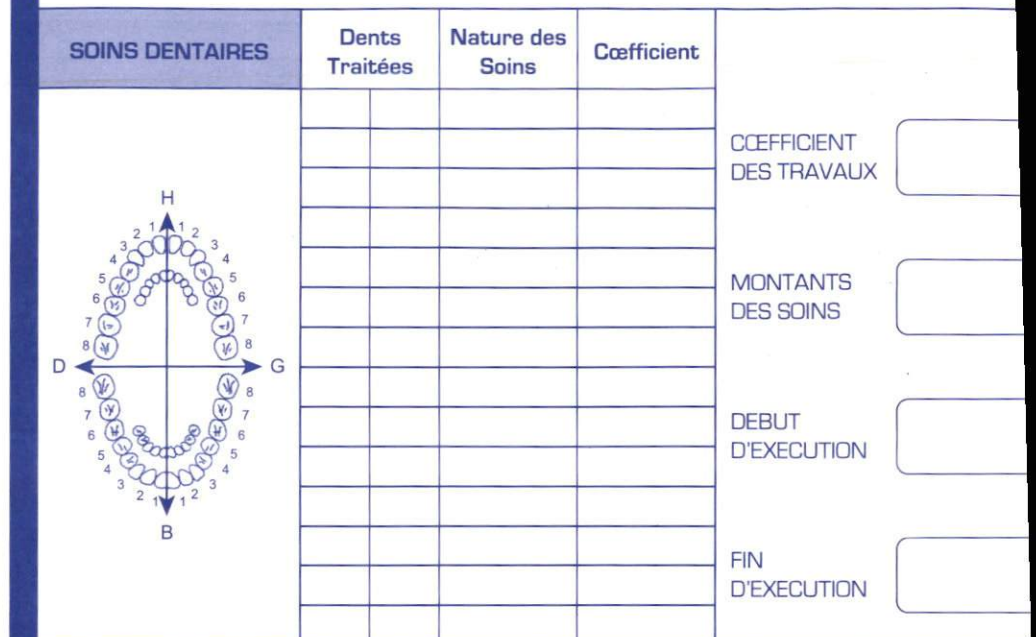 SOINS DENTAIRES
Dents
Traitées
Nature des
Soins
Cœfficient
CŒFFICIENT
DES TRAVAUX
MONTANTS
DES SOINS
DEBUT
D'EXECUTION
FIN
D'EXECUTION
H
1 1
2 2
3 3
4 4
5 5
6 6
7 7
8 8
D G
8 8
7 7
6 6
5 5
4 4
3 3
2 2
1 1
B